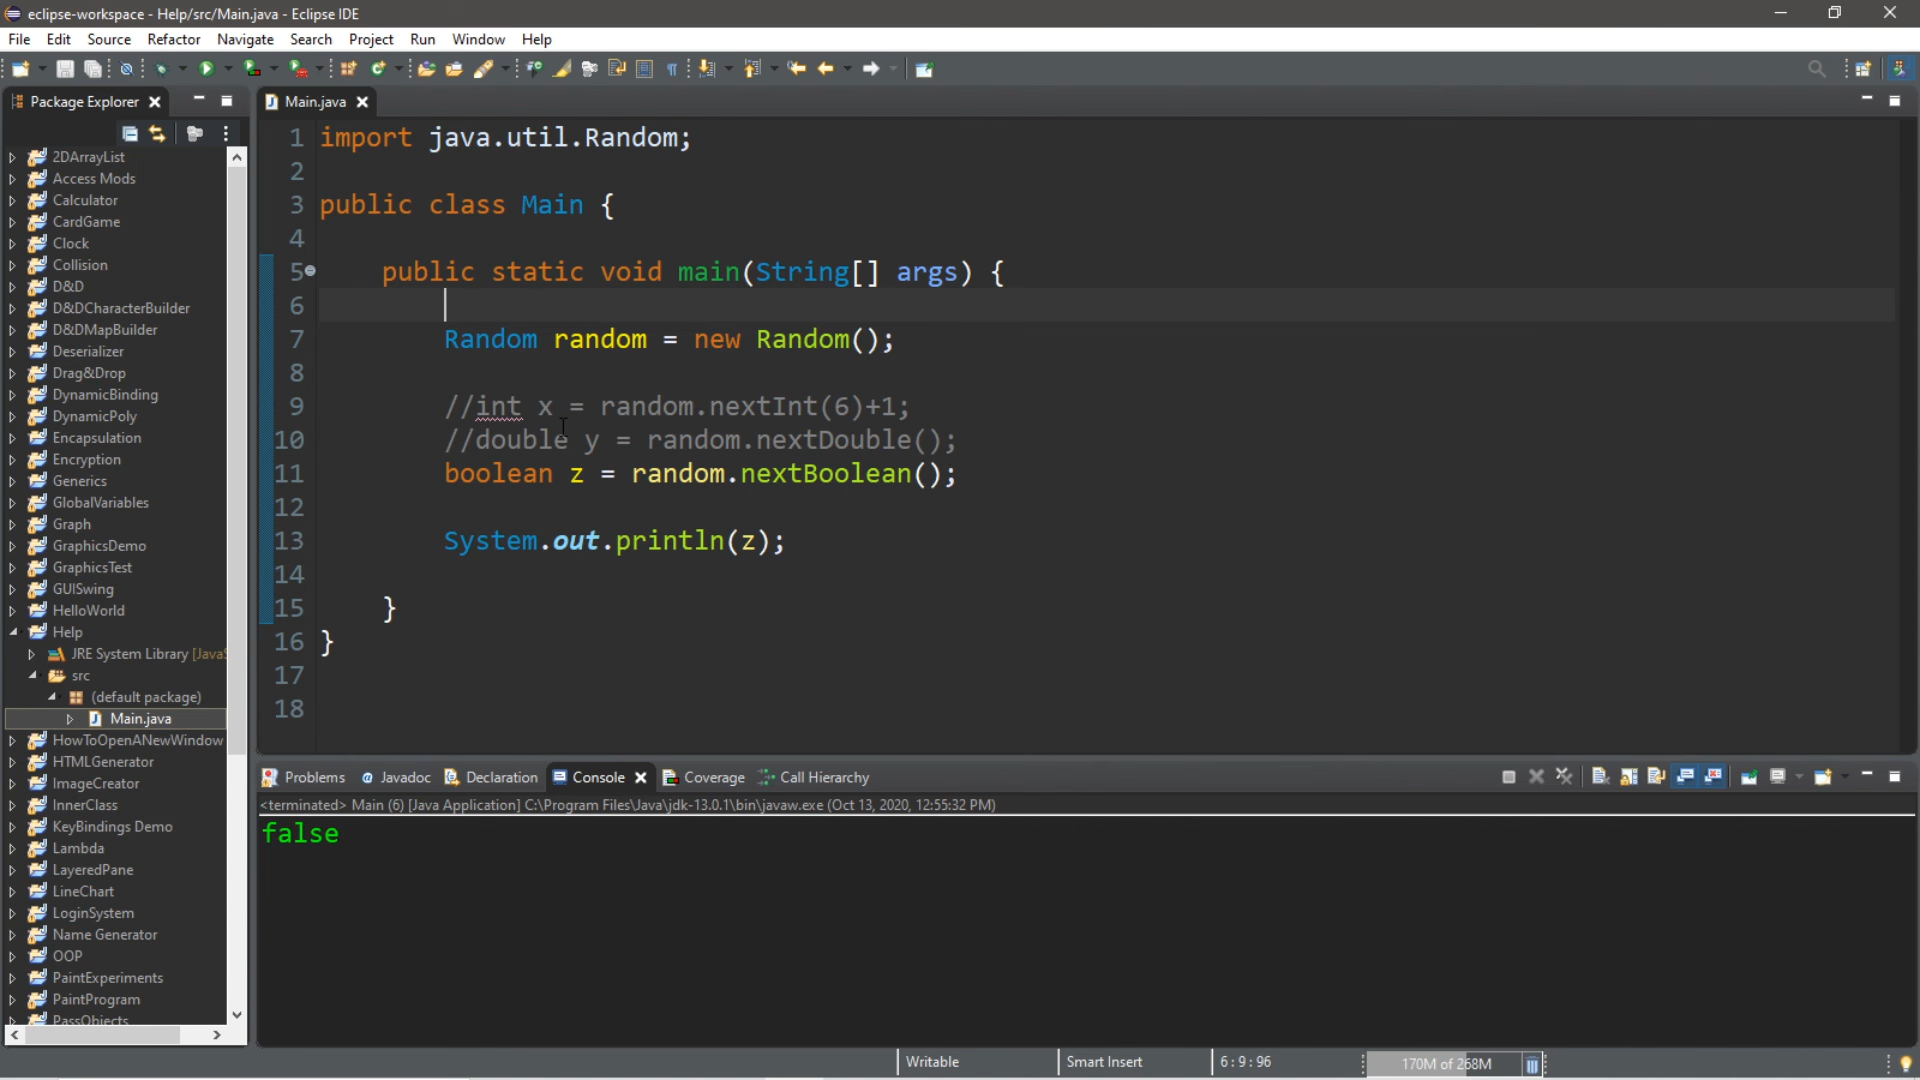 eclipse-workspace - Help/src/Main.java - Eclipse IDE
File Edit Source Refactor Navigate Search Project Run Window Help
Package Explorer
Main.java
2DArrayList
Access Mods
Calculator
CardGame
Clock
Collision
D&D
D&DCharacterBuilder
D&DMapBuilder
Deserializer
Drag&Drop
DynamicBinding
DynamicPoly
Encapsulation
Encryption
Generics
GlobalVariables
Graph
GraphicsDemo
GraphicsTest
GUISwing
HelloWorld
Help
JRE System Library [JavaS
src
(default package)
Main.java
HowToOpenANewWindow
HTMLGenerator
ImageCreator
InnerClass
KeyBindings Demo
Lambda
LayeredPane
LineChart
LoginSystem
Name Generator
OOP
PaintExperiments
PaintProgram
PassObjects
1 import java.util.Random;
2
3 public class Main {
4
5 public static void main(String[] args) {
6
7 Random random = new Random();
8
9 //int x = random.nextInt(6)+1;
10 //double y = random.nextDouble();
11 boolean z = random.nextBoolean();
12
13 System.out.println(z);
14
15 }
16 }
17
18
Problems @ Javadoc Declaration Console Coverage Call Hierarchy
<terminated> Main (6) [Java Application] C:\Program Files\Java\jdk-13.0.1\bin\javaw.exe (Oct 13, 2020, 12:55:32 PM)
false
Writable Smart Insert 6 : 9 : 96 170M of 268M